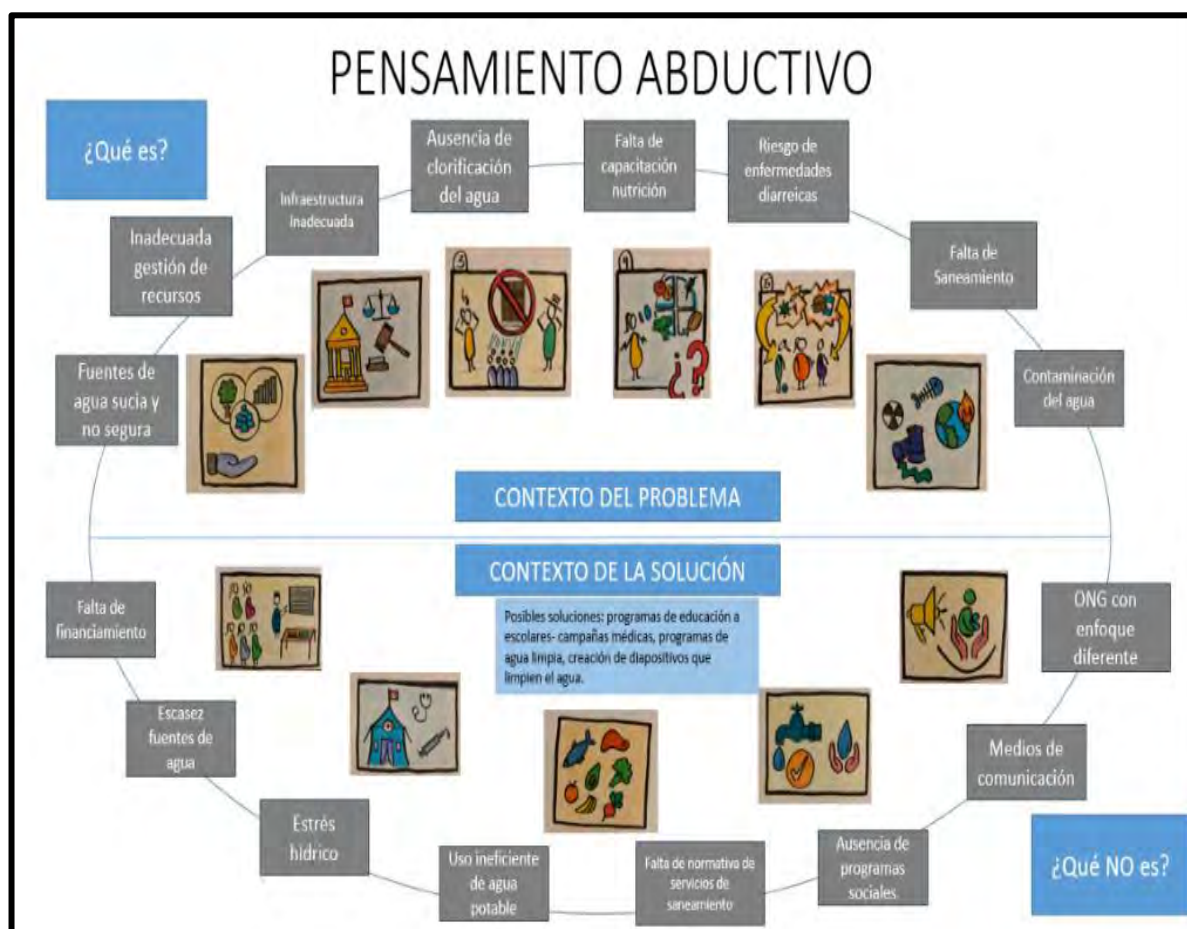 PENSAMIENTO ABDUCTIVO
¿Qué es?
Ausencia de
clorificación
del agua
Falta de
capacitación
nutrición
Riesgo de
enfermedades
diarreicas
Infraestructura
inadecuada
Inadecuada
gestión de
recursos
Falta de
Saneamiento
Fuentes de
agua sucia y
no segura
Contaminación
del agua
¿?
CONTEXTO DEL PROBLEMA
CONTEXTO DE LA SOLUCIÓN
Posibles soluciones: programas de educación a
escolares- campañas médicas, programas de
agua limpia, creación de diapositivos que
limpien el agua.
Falta de
financiamiento
ONG con
enfoque
diferente
Escasez
fuentes de
agua
Medios de
comunicación
Estrés
hídrico
Uso ineficiente
de agua
potable
Falta de normativa de
servicios de
saneamiento
Ausencia de
programas
sociales
¿Qué NO es?